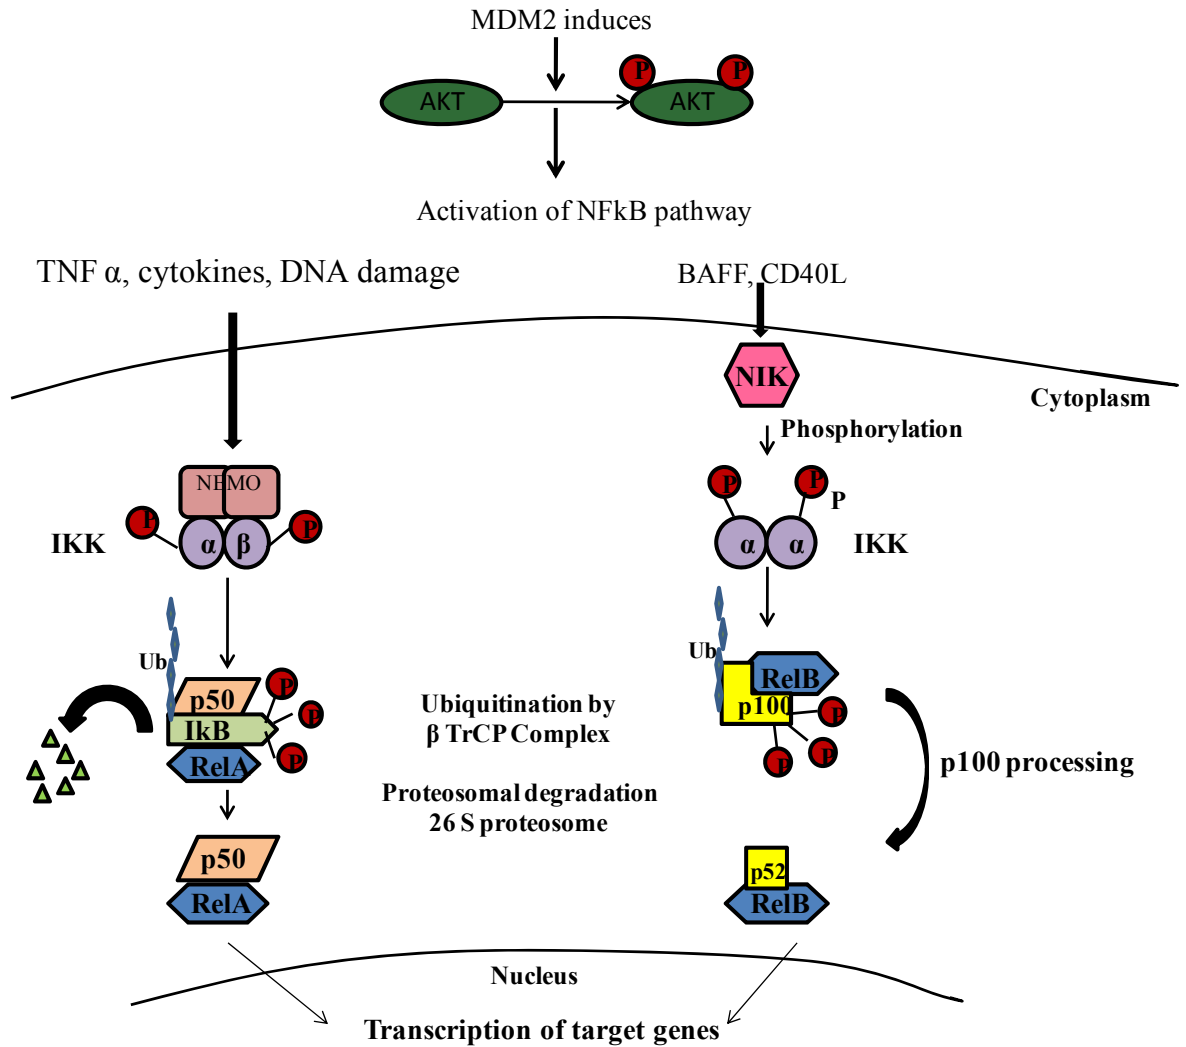 MDM2 induces
P
P
AKT
AKT
Activation of NFkB pathway
TNF α, cytokines, DNA damage
BAFF, CD40L
NIK
Cytoplasm
Phosphorylation
NEMO
P
P
P
P
P
IKK
α
β
α
α
IKK
Ub
Ub
p50
P
P
IkB
P
RelA
Ubiquitination by
β TrCP Complex
RelB
p100
P
P
P
p100 processing
Proteosomal degradation
26 S proteosome
p50
RelA
p52
RelB
Nucleus
Transcription of target genes